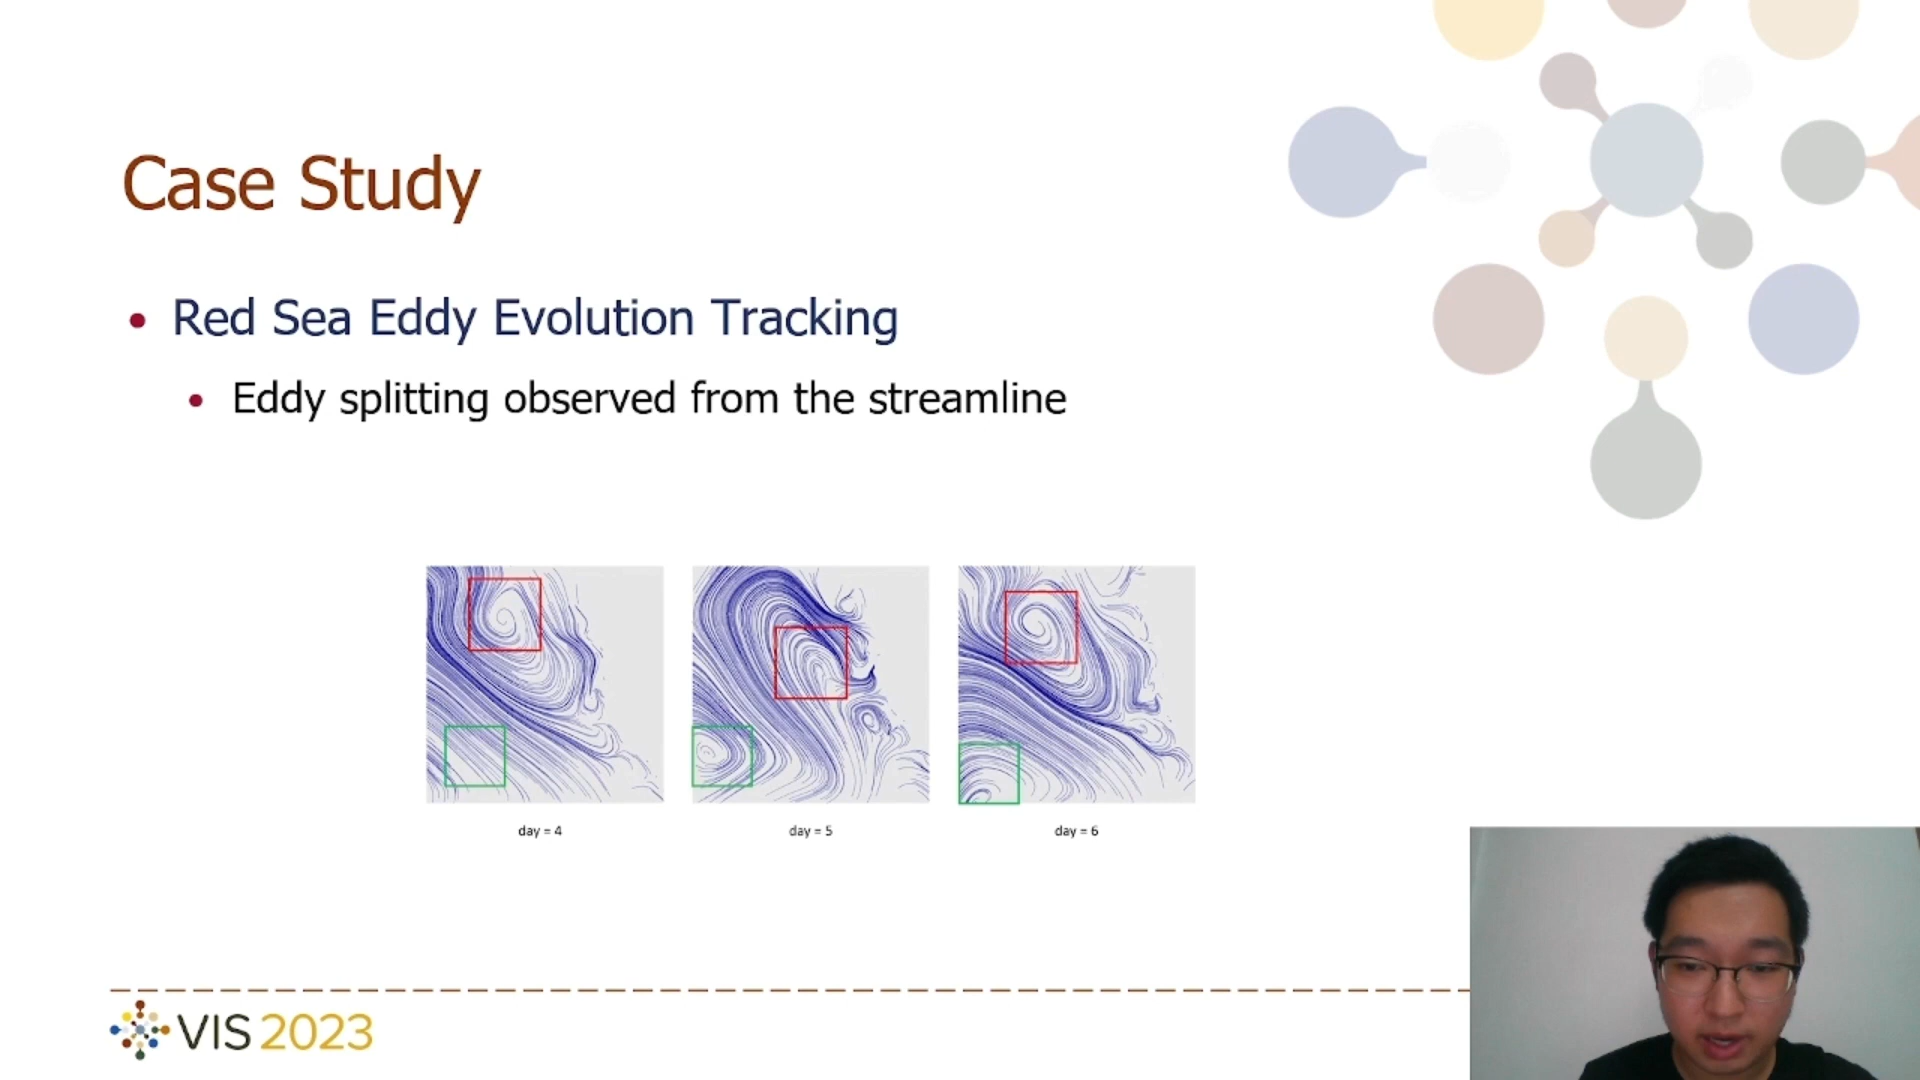 Case Study
Red Sea Eddy Evolution Tracking
Eddy splitting observed from the streamline
day = 4
day = 5
day = 6
VIS 2023